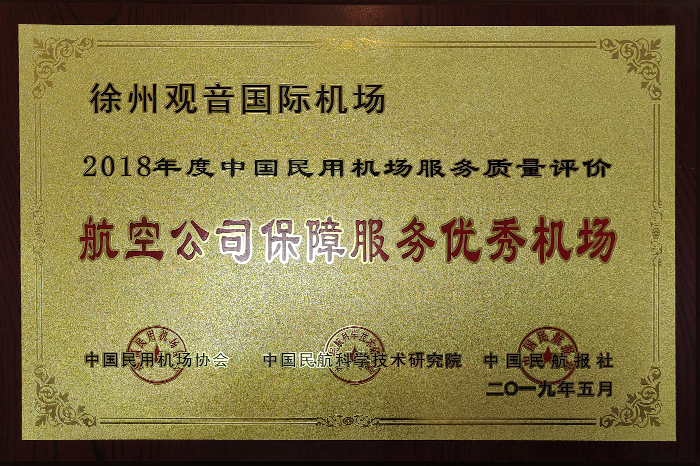 徐州观音国际机场
2018年度中国民用机场服务质量评价
航空公司保障服务优秀机场
中国民用机场协会 中国民航科学技术研究院 中国民航报社
二〇一九年五月